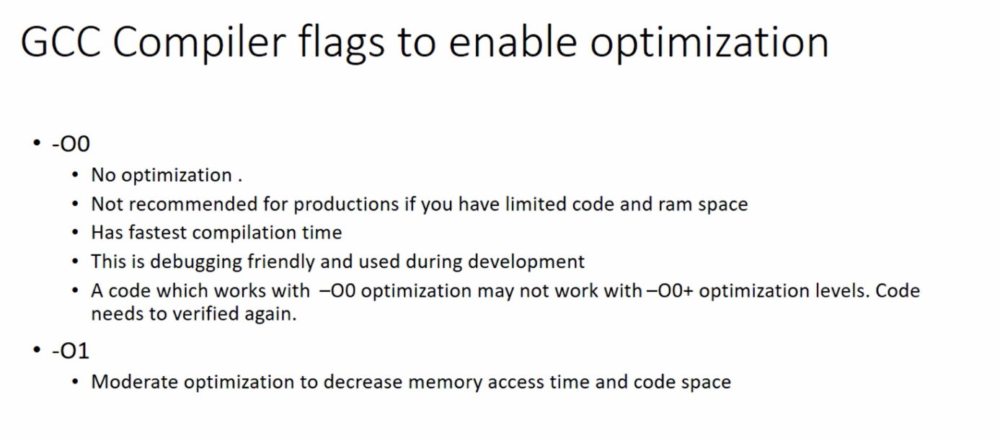 GCC Compiler flags to enable optimization
• -O0
• No optimization .
• Not recommended for productions if you have limited code and ram space
• Has fastest compilation time
• This is debugging friendly and used during development
• A code which works with –O0 optimization may not work with –O0+ optimization levels. Code
needs to verified again.
• -O1
• Moderate optimization to decrease memory access time and code space